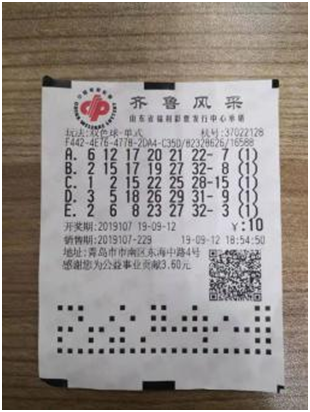 齐鲁风采
山东省福利彩票发行中心承销
玩法:双色球-单式 机号:37022128
F442-4E76-4778-2DA4-C35D/82328626/16588
A. 6 12 17 20 21 22- 7 (1)
B. 2 15 17 19 27 32- 8 (1)
C. 1 2 15 22 25 28-15 (1)
D. 3 5 18 26 29 31- 9 (1)
E. 2 6 8 23 27 32- 3 (1)
开奖期:2019107 19-09-12 ¥:10
销售期:2019107-229 19-09-12 18:54:50
地址:青岛市市南区东海中路4号
感谢您为公益事业贡献3.60元